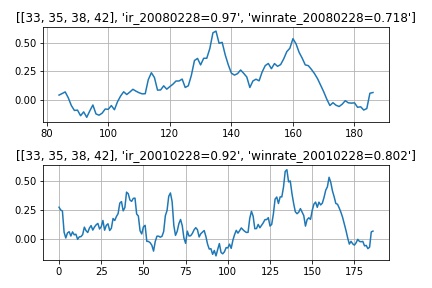 [[33, 35, 38, 42], 'ir_20080228=0.97', 'winrate_20080228=0.718']
0.50
0.25
0.00
80 100 120 140 160 180
[[33, 35, 38, 42], 'ir_20010228=0.92', 'winrate_20010228=0.802']
0.50
0.25
0.00
0 25 50 75 100 125 150 175